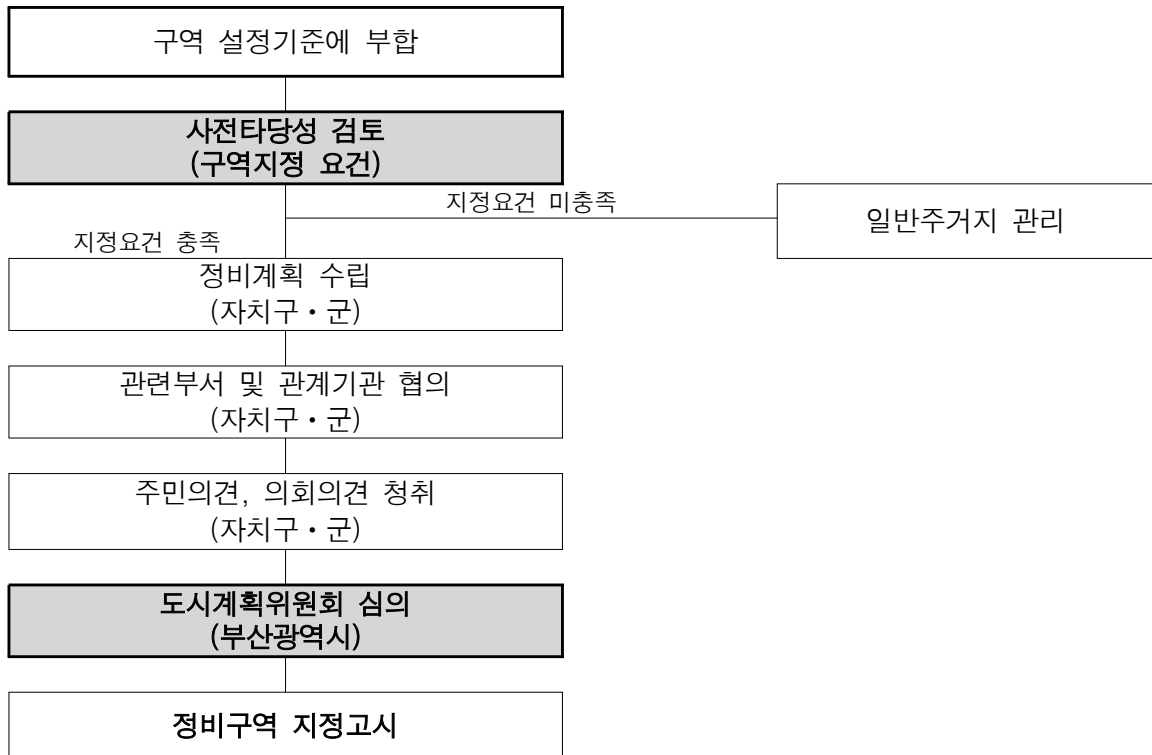 구역 설정기준에 부합
사전타당성 검토
(구역지정 요건)
지정요건 미충족
일반주거지 관리
지정요건 충족
정비계획 수립
(자치구・군)
관련부서 및 관계기관 협의
(자치구・군)
주민의견, 의회의견 청취
(자치구・군)
도시계획위원회 심의
(부산광역시)
정비구역 지정고시